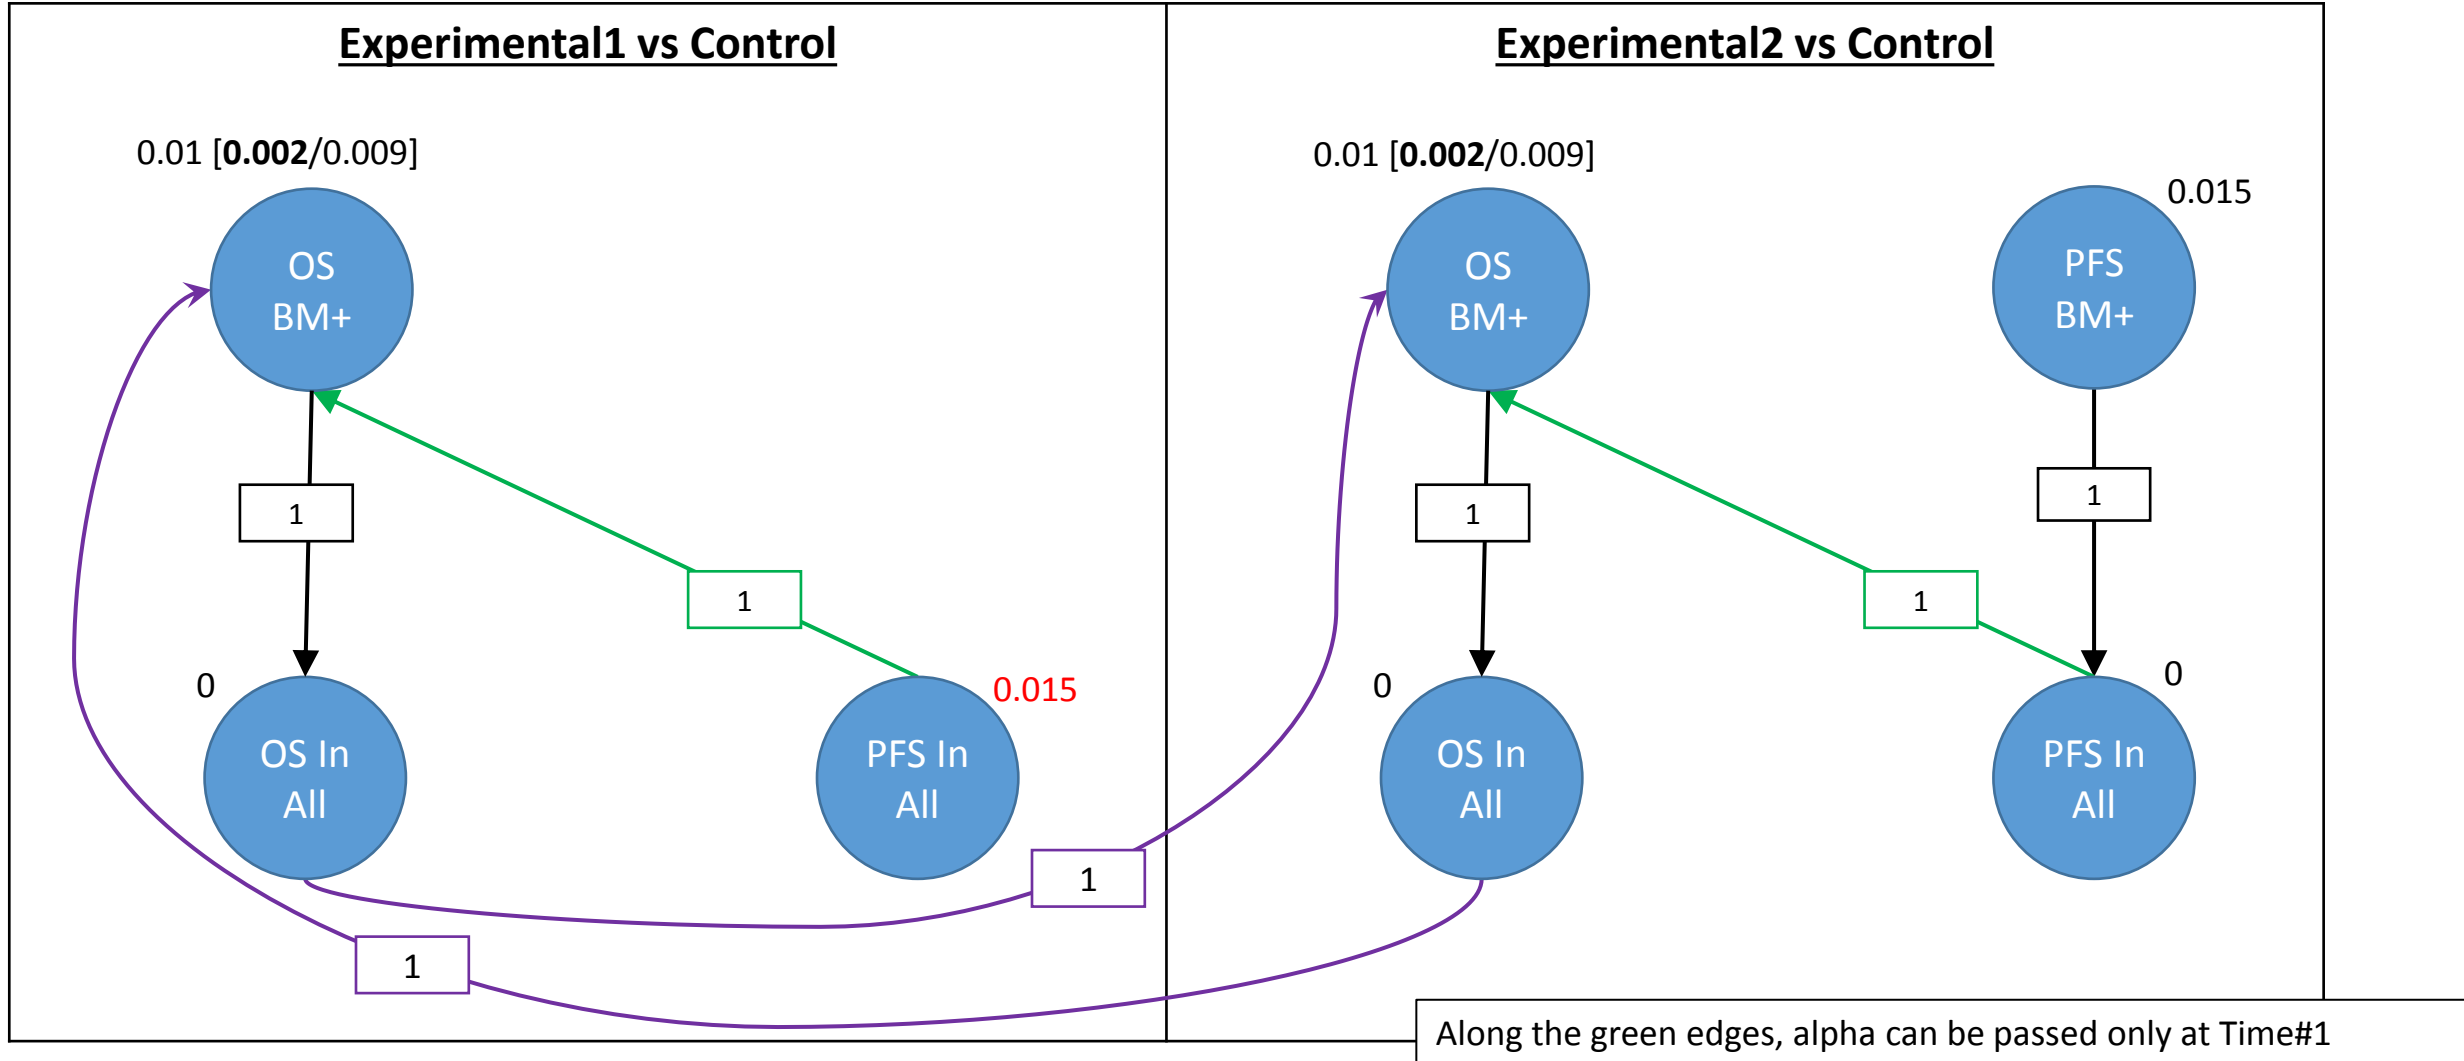 Experimental1 vs Control
0.01 [0.002/0.009]
OS
BM+
1
0
OS In
All
1
0.015
PFS In
All
1
1
Experimental2 vs Control
0.01 [0.002/0.009]
OS
BM+
0.015
PFS
BM+
1
1
1
0
OS In
All
0
PFS In
All
Along the green edges, alpha can be passed only at Time#1